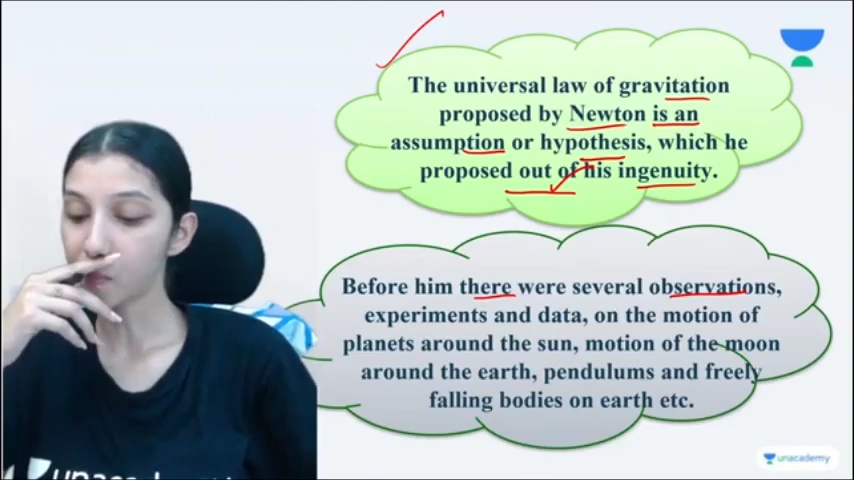 The universal law of gravitation
proposed by Newton is an
assumption or hypothesis, which he
proposed out of his ingenuity.
Before him there were several observations,
experiments and data, on the motion of
planets around the sun, motion of the moon
around the earth, pendulums and freely
falling bodies on earth etc.
unacademy